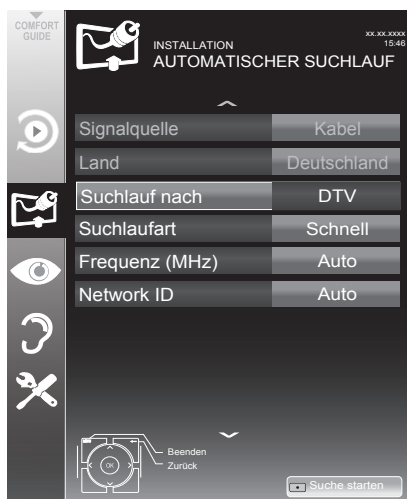 COMFORT
GUIDE
INSTALLATION
AUTOMATISCHER SUCHLAUF
xx.xx.xxxx
15:46
Signalquelle Kabel
Land Deutschland
Suchlauf nach DTV
Suchlaufart Schnell
Frequenz (MHz) Auto
Network ID Auto
OK
Beenden
Zurück
Suche starten